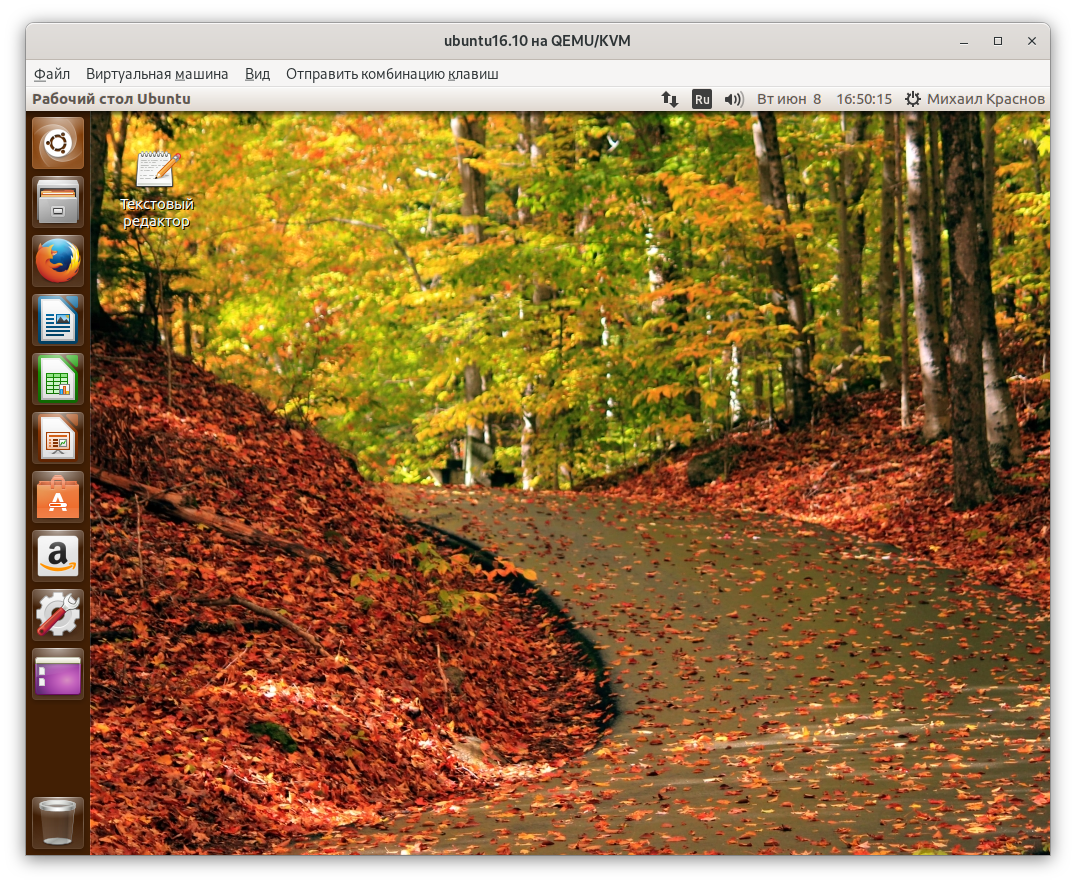 ubuntu16.10 на QEMU/KVM
Файл Виртуальная машина Вид Отправить комбинацию клавиш
Рабочий стол Ubuntu Ru Вт июн 8 16:50:15 Михаил Краснов
Текстовый
редактор
A
a